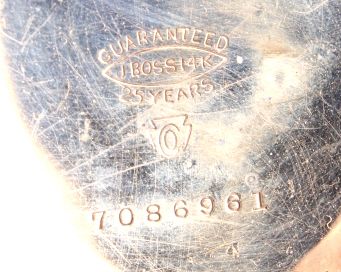 GUARANTEED
J.BOSS 14K
25 YEARS
7086961